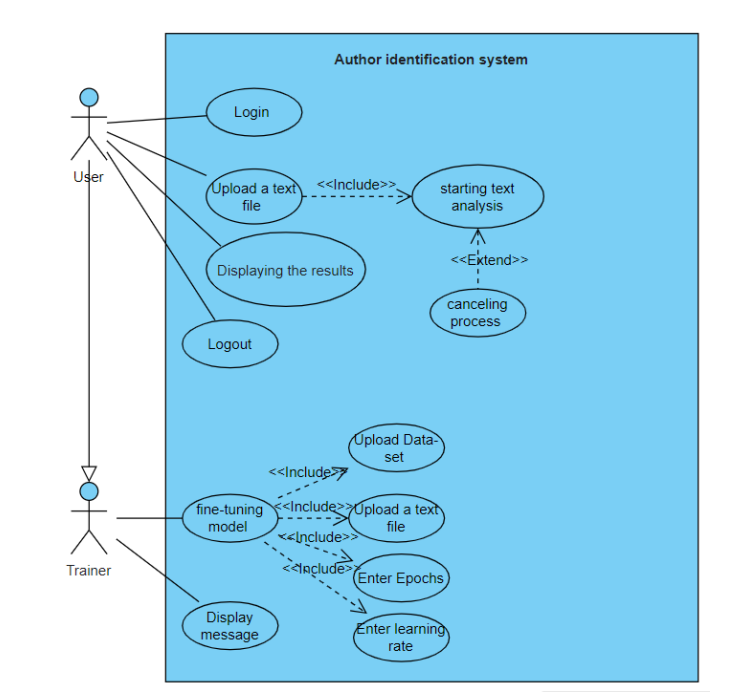 Author identification system
Login
User
Upload a text
file
<<Include>>
starting text
analysis
<<Extend>>
Displaying the results
canceling
process
Logout
Upload Data-
set
<<Include>>
fine-tuning
model
<<Include>>
Upload a text
file
<<Include>>
Trainer
<<Include>>
Enter Epochs
Display
message
Enter learning
rate